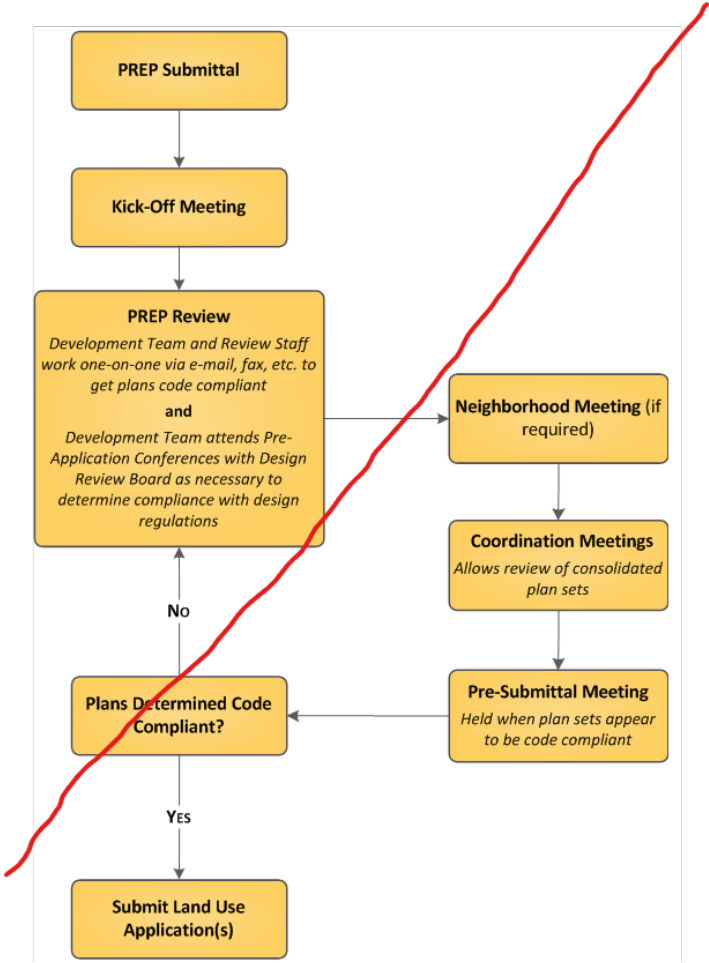 PREP Submittal
Kick-Off Meeting
PREP Review
Development Team and Review Staff
work one-on-one via e-mail, fax, etc. to
get plans code compliant
and
Development Team attends Pre-
Application Conferences with Design
Review Board as necessary to
determine compliance with design
regulations
Neighborhood Meeting (if
required)
Coordination Meetings
Allows review of consolidated
plan sets
Pre-Submittal Meeting
Held when plan sets appear
to be code compliant
No
Plans Determined Code
Compliant?
Yes
Submit Land Use
Application(s)